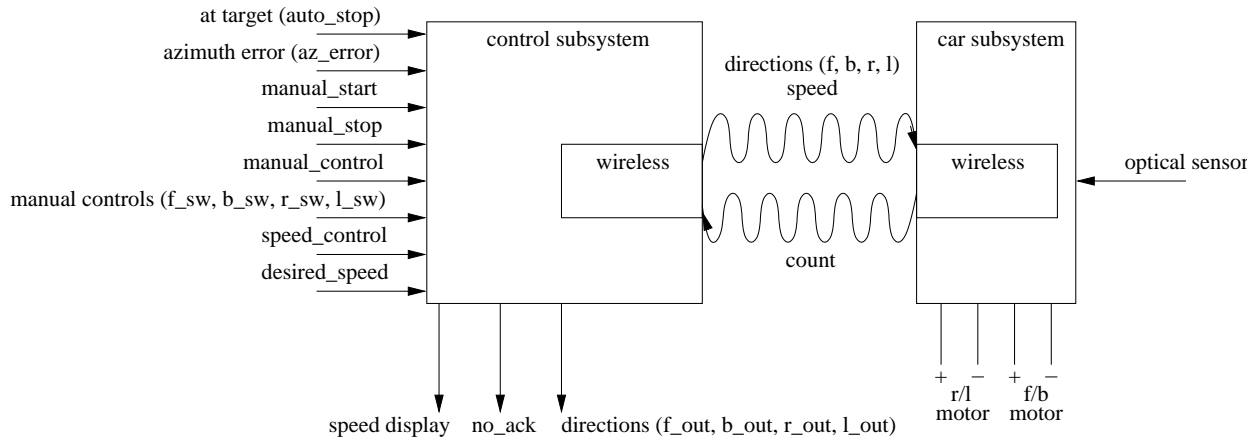 at target (auto_stop)
azimuth error (az_error)
manual_start
manual_stop
manual_control
manual controls (f_sw, b_sw, r_sw, l_sw)
speed_control
desired_speed
control subsystem
wireless
directions (f, b, r, l)
speed
count
car subsystem
wireless
optical sensor
speed display
no_ack
directions (f_out, b_out, r_out, l_out)
+ − + −
r/l f/b
motor motor